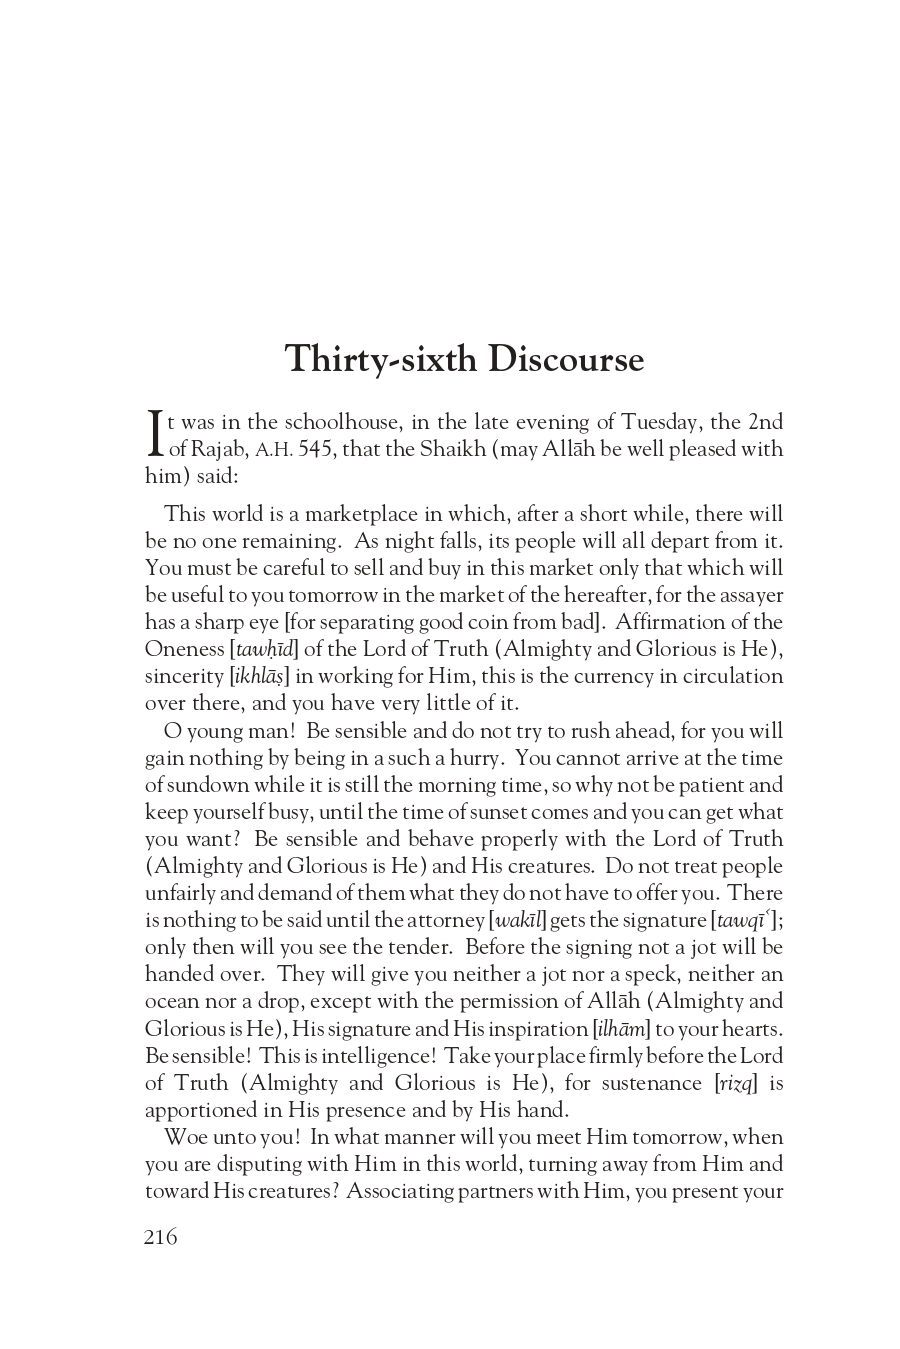 Thirty-sixth Discourse
It was in the schoolhouse, in the late evening of Tuesday, the 2nd
of Rajab, A.H. 545, that the Shaikh (may Allāh be well pleased with
him) said:
This world is a marketplace in which, after a short while, there will
be no one remaining. As night falls, its people will all depart from it.
You must be careful to sell and buy in this market only that which will
be useful to you tomorrow in the market of the hereafter, for the assayer
has a sharp eye [for separating good coin from bad]. Affirmation of the
Oneness [tawḥīd] of the Lord of Truth (Almighty and Glorious is He),
sincerity [ikhlāṣ] in working for Him, this is the currency in circulation
over there, and you have very little of it.
O young man! Be sensible and do not try to rush ahead, for you will
gain nothing by being in a such a hurry. You cannot arrive at the time
of sundown while it is still the morning time, so why not be patient and
keep yourself busy, until the time of sunset comes and you can get what
you want? Be sensible and behave properly with the Lord of Truth
(Almighty and Glorious is He) and His creatures. Do not treat people
unfairly and demand of them what they do not have to offer you. There
is nothing to be said until the attorney [wakīl] gets the signature [tawqīʿ];
only then will you see the tender. Before the signing not a jot will be
handed over. They will give you neither a jot nor a speck, neither an
ocean nor a drop, except with the permission of Allāh (Almighty and
Glorious is He), His signature and His inspiration [ilhām] to your hearts.
Be sensible! This is intelligence! Take your place firmly before the Lord
of Truth (Almighty and Glorious is He), for sustenance [rizq] is
apportioned in His presence and by His hand.
Woe unto you! In what manner will you meet Him tomorrow, when
you are disputing with Him in this world, turning away from Him and
toward His creatures? Associating partners with Him, you present your
216